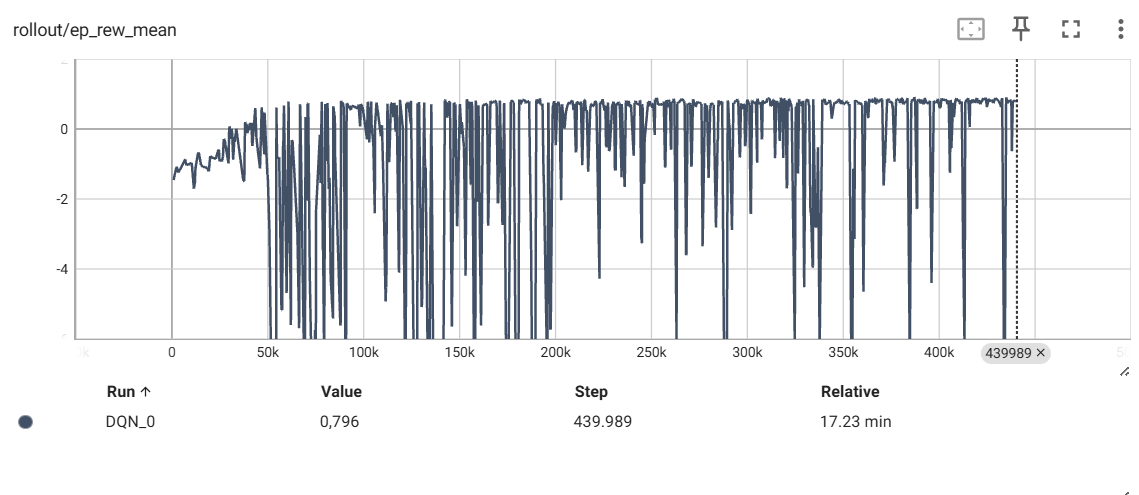 rollout/ep_rew_mean
0
-2
-4
0 50k 100k 150k 200k 250k 300k 350k 400k 439989 ✕
Run ↑ Value Step Relative
DQN_0 0,796 439.989 17.23 min